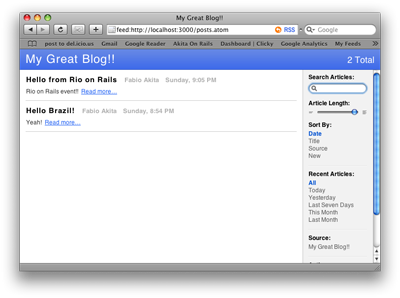 My Great Blog!!
feed:http://localhost:3000/posts.atom
RSS
Google
post to del.icio.us
Gmail
Google Reader
Akita On Rails
Dashboard | Clicky
Google Analytics
My Feeds
My Great Blog!!
2 Total
Hello from Rio on Rails Fabio Akita Sunday, 9:05 PM
Rio on Rails event!! Read more…
Hello Brazil! Fabio Akita Sunday, 8:54 PM
Yeah! Read more…
Search Articles:
Article Length:
Sort By:
Date
Title
Source
New
Recent Articles:
All
Today
Yesterday
Last Seven Days
This Month
Last Month
Source:
My Great Blog!!